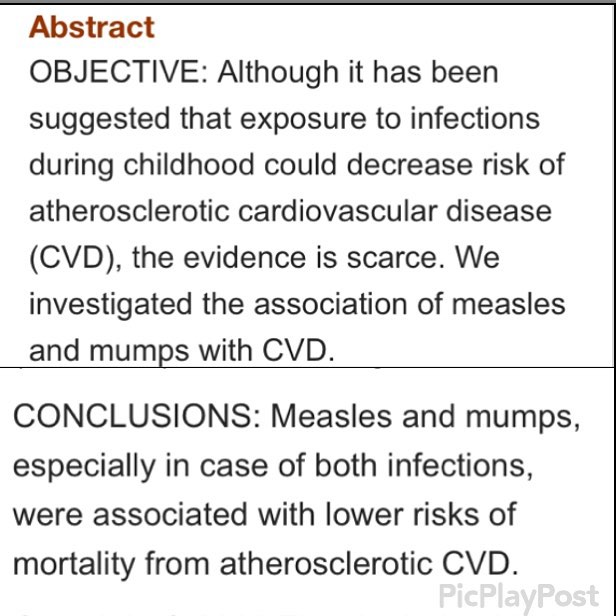 Abstract
OBJECTIVE: Although it has been
suggested that exposure to infections
during childhood could decrease risk of
atherosclerotic cardiovascular disease
(CVD), the evidence is scarce. We
investigated the association of measles
and mumps with CVD.
CONCLUSIONS: Measles and mumps,
especially in case of both infections,
were associated with lower risks of
mortality from atherosclerotic CVD.
PicPlayPost